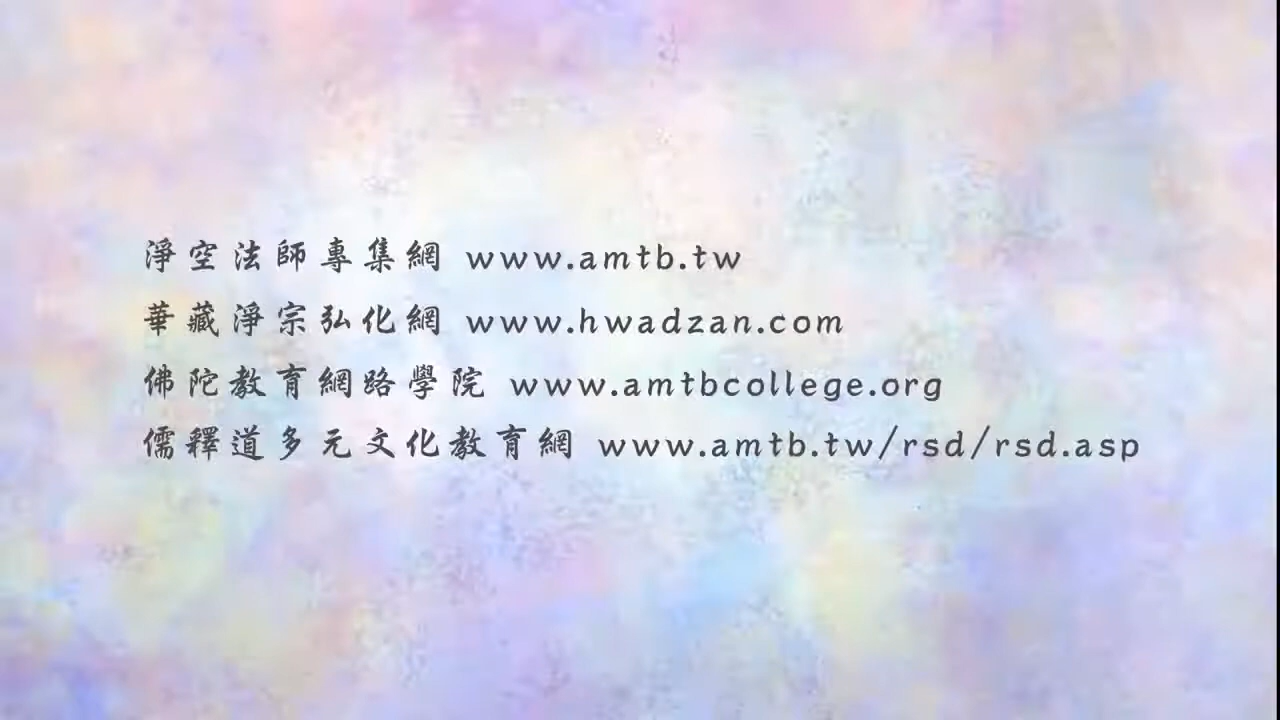 淨空法師專集網 www.amtb.tw
華藏淨宗弘化網 www.hwadzan.com
佛陀教育網路學院 www.amtbcollege.org
儒釋道多元文化教育網 www.amtb.tw/rsd/rsd.asp